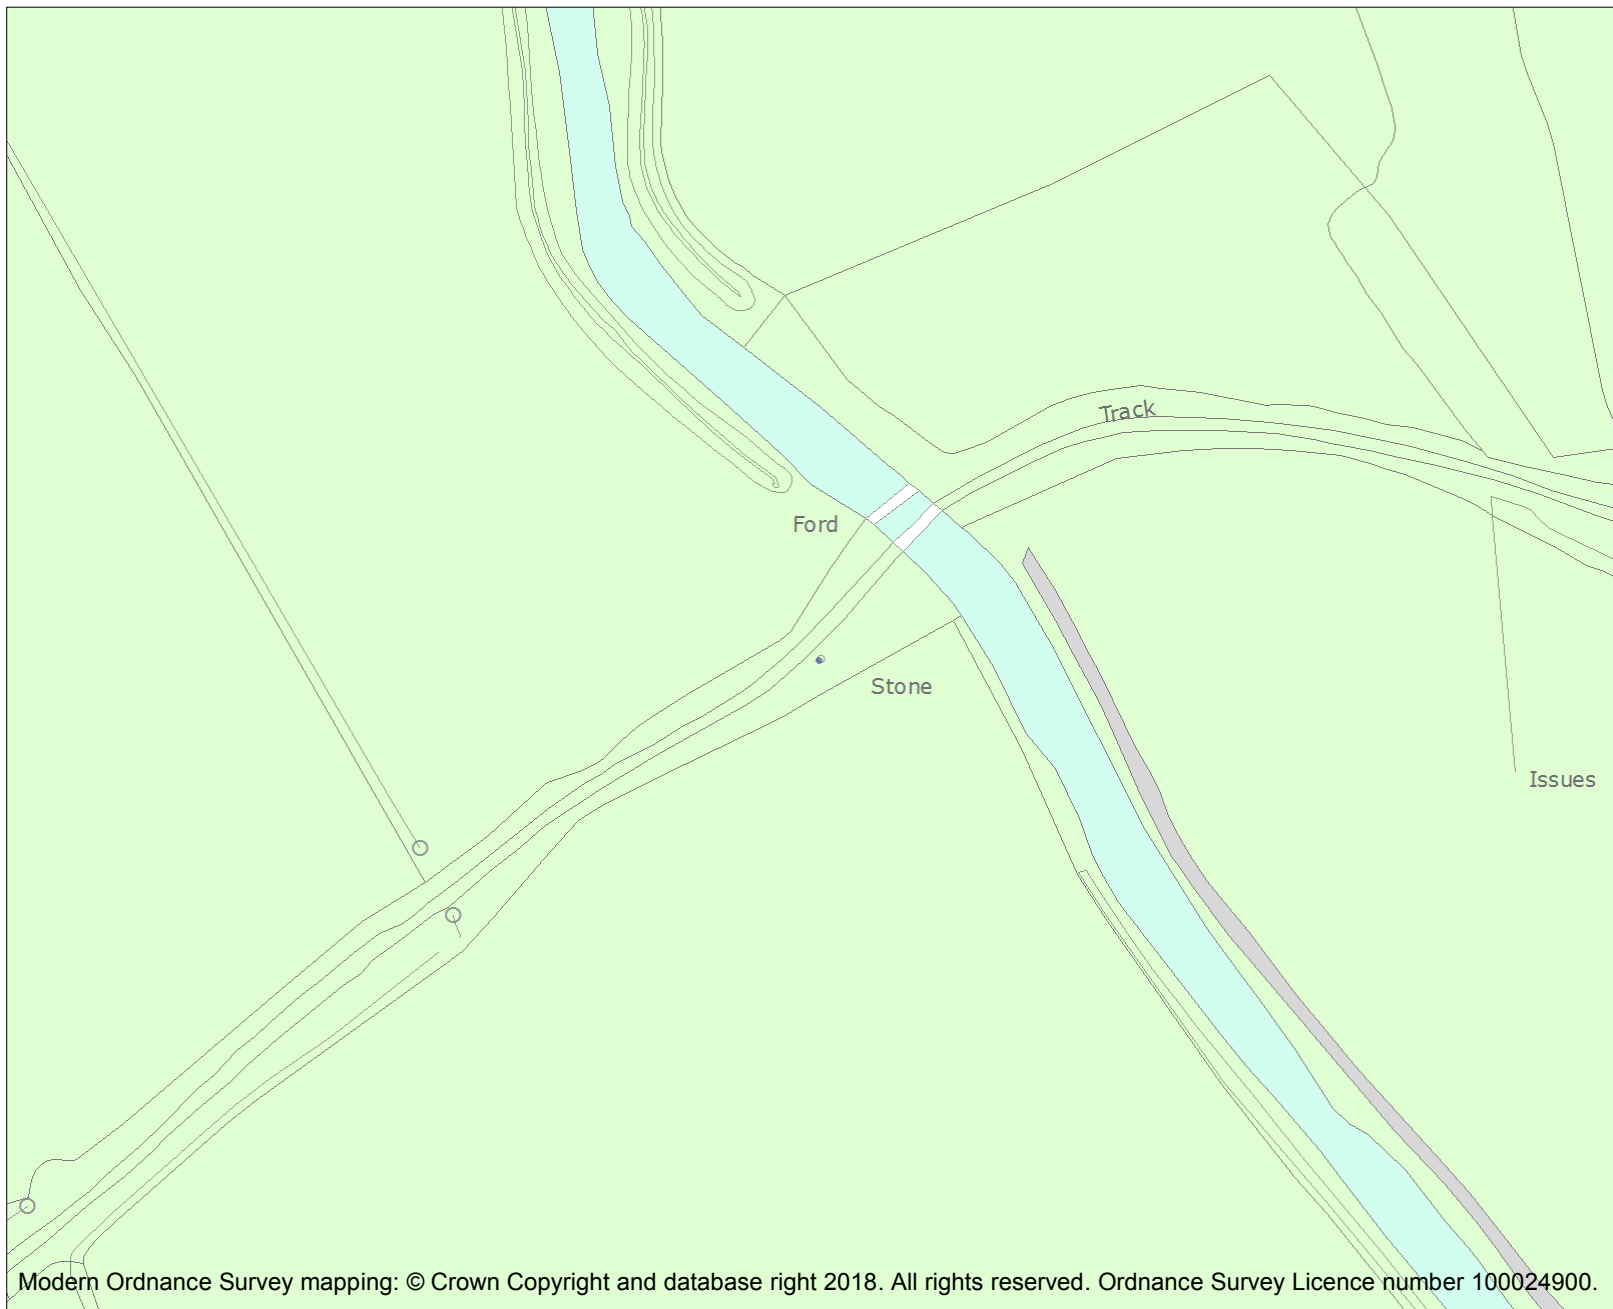 Track
Ford
Stone
Issues
Modern Ordnance Survey mapping: © Crown Copyright and database right 2018. All rights reserved. Ordnance Survey Licence number 100024900.